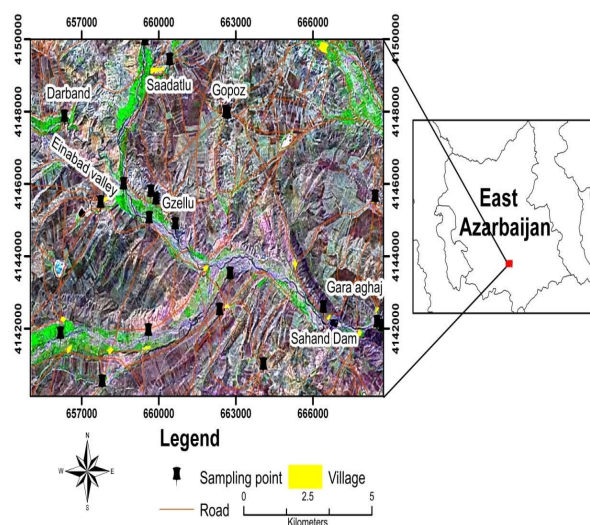 657000 660000 663000 666000
4150000 4150000
Darband
Saadatlu
Gopoz
4148000 4148000
Einabad valley
4146000 4146000
Gzellu
East
Azarbaijan
4144000 4144000
Gara aghaj
4142000 4142000
Sahand Dam
657000 660000 663000 666000
Legend
N
W E
S
Sampling point Village
Road
0 2.5 5
Kilometers